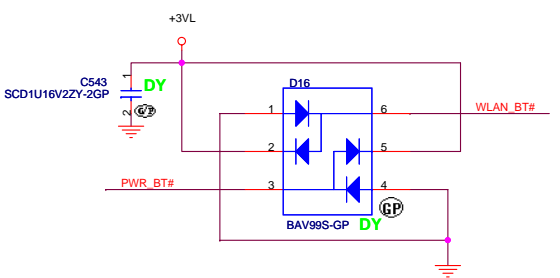 +3VL
C543
SCD1U16V2ZY-2GP
1
2
DY
GP
D16
1
6
WLAN_BT#
2
5
PWR_BT#
3
4
GP
BAV99S-GP
DY